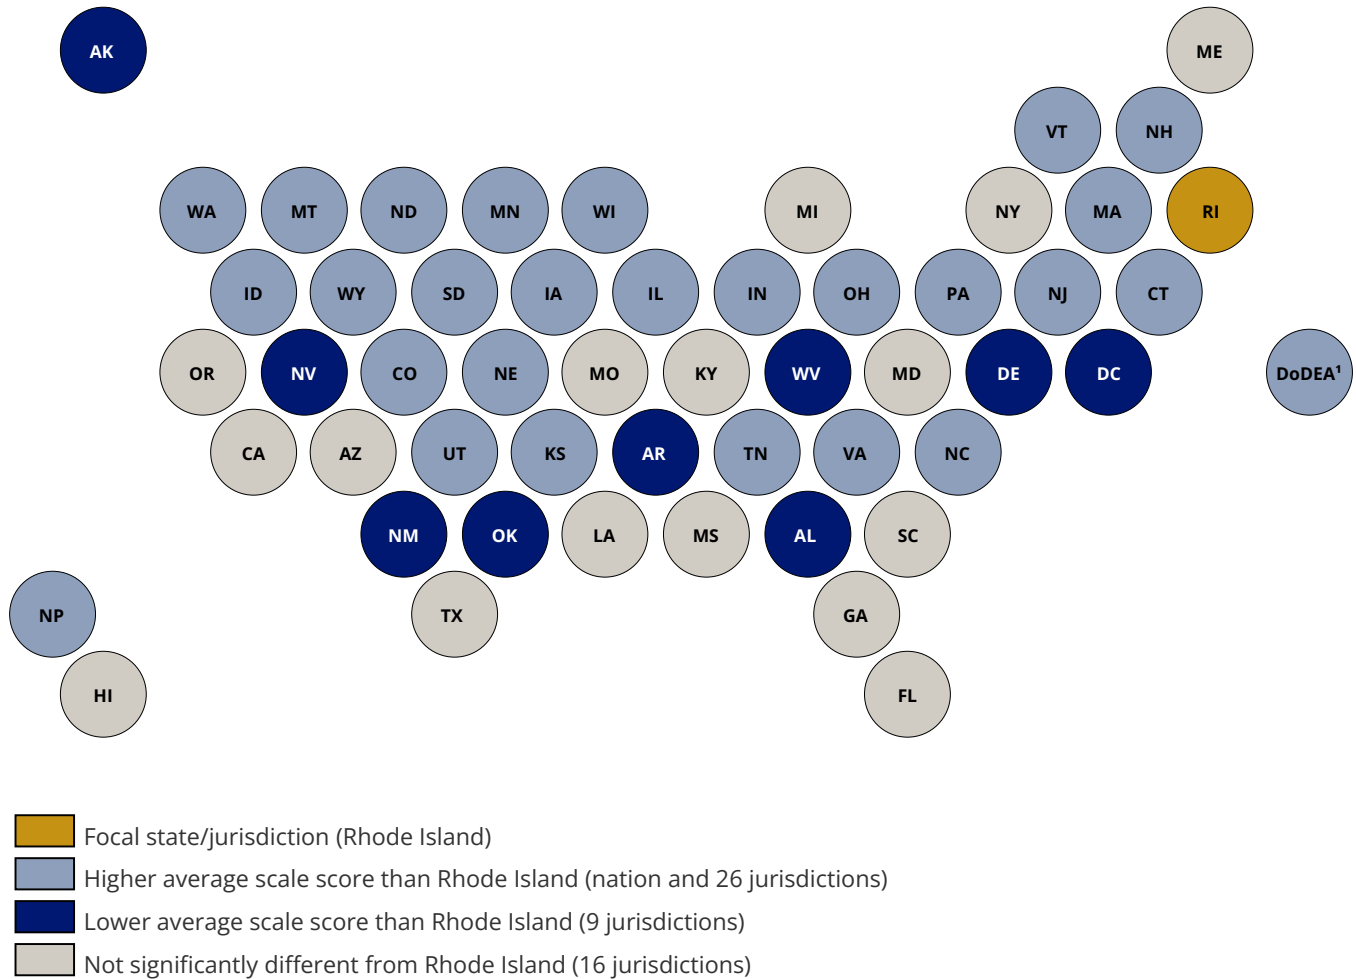 AK ME
VT NH
WA MT ND MN WI MI NY MA RI
ID WY SD IA IL IN OH PA NJ CT
OR NV CO NE MO KY WV MD DE DC DoDEA¹
CA AZ UT KS AR TN VA NC
NM OK LA MS AL SC
NP TX GA
HI FL
Focal state/jurisdiction (Rhode Island)
Higher average scale score than Rhode Island (nation and 26 jurisdictions)
Lower average scale score than Rhode Island (9 jurisdictions)
Not significantly different from Rhode Island (16 jurisdictions)